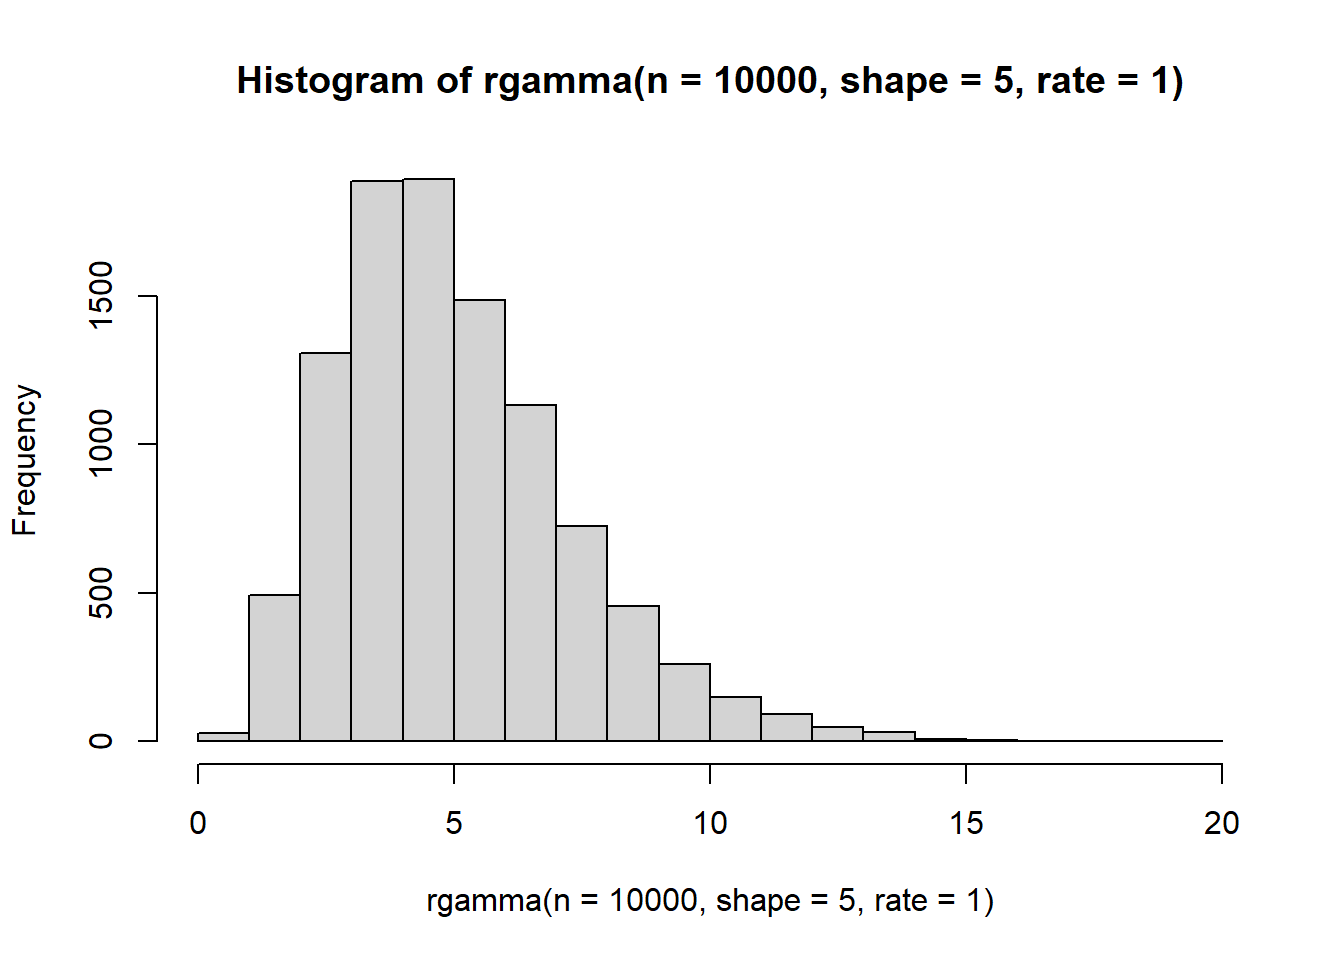 Histogram of rgamma(n = 10000, shape = 5, rate = 1)
Frequency
1500
1000
500
0
0 5 10 15 20
rgamma(n = 10000, shape = 5, rate = 1)